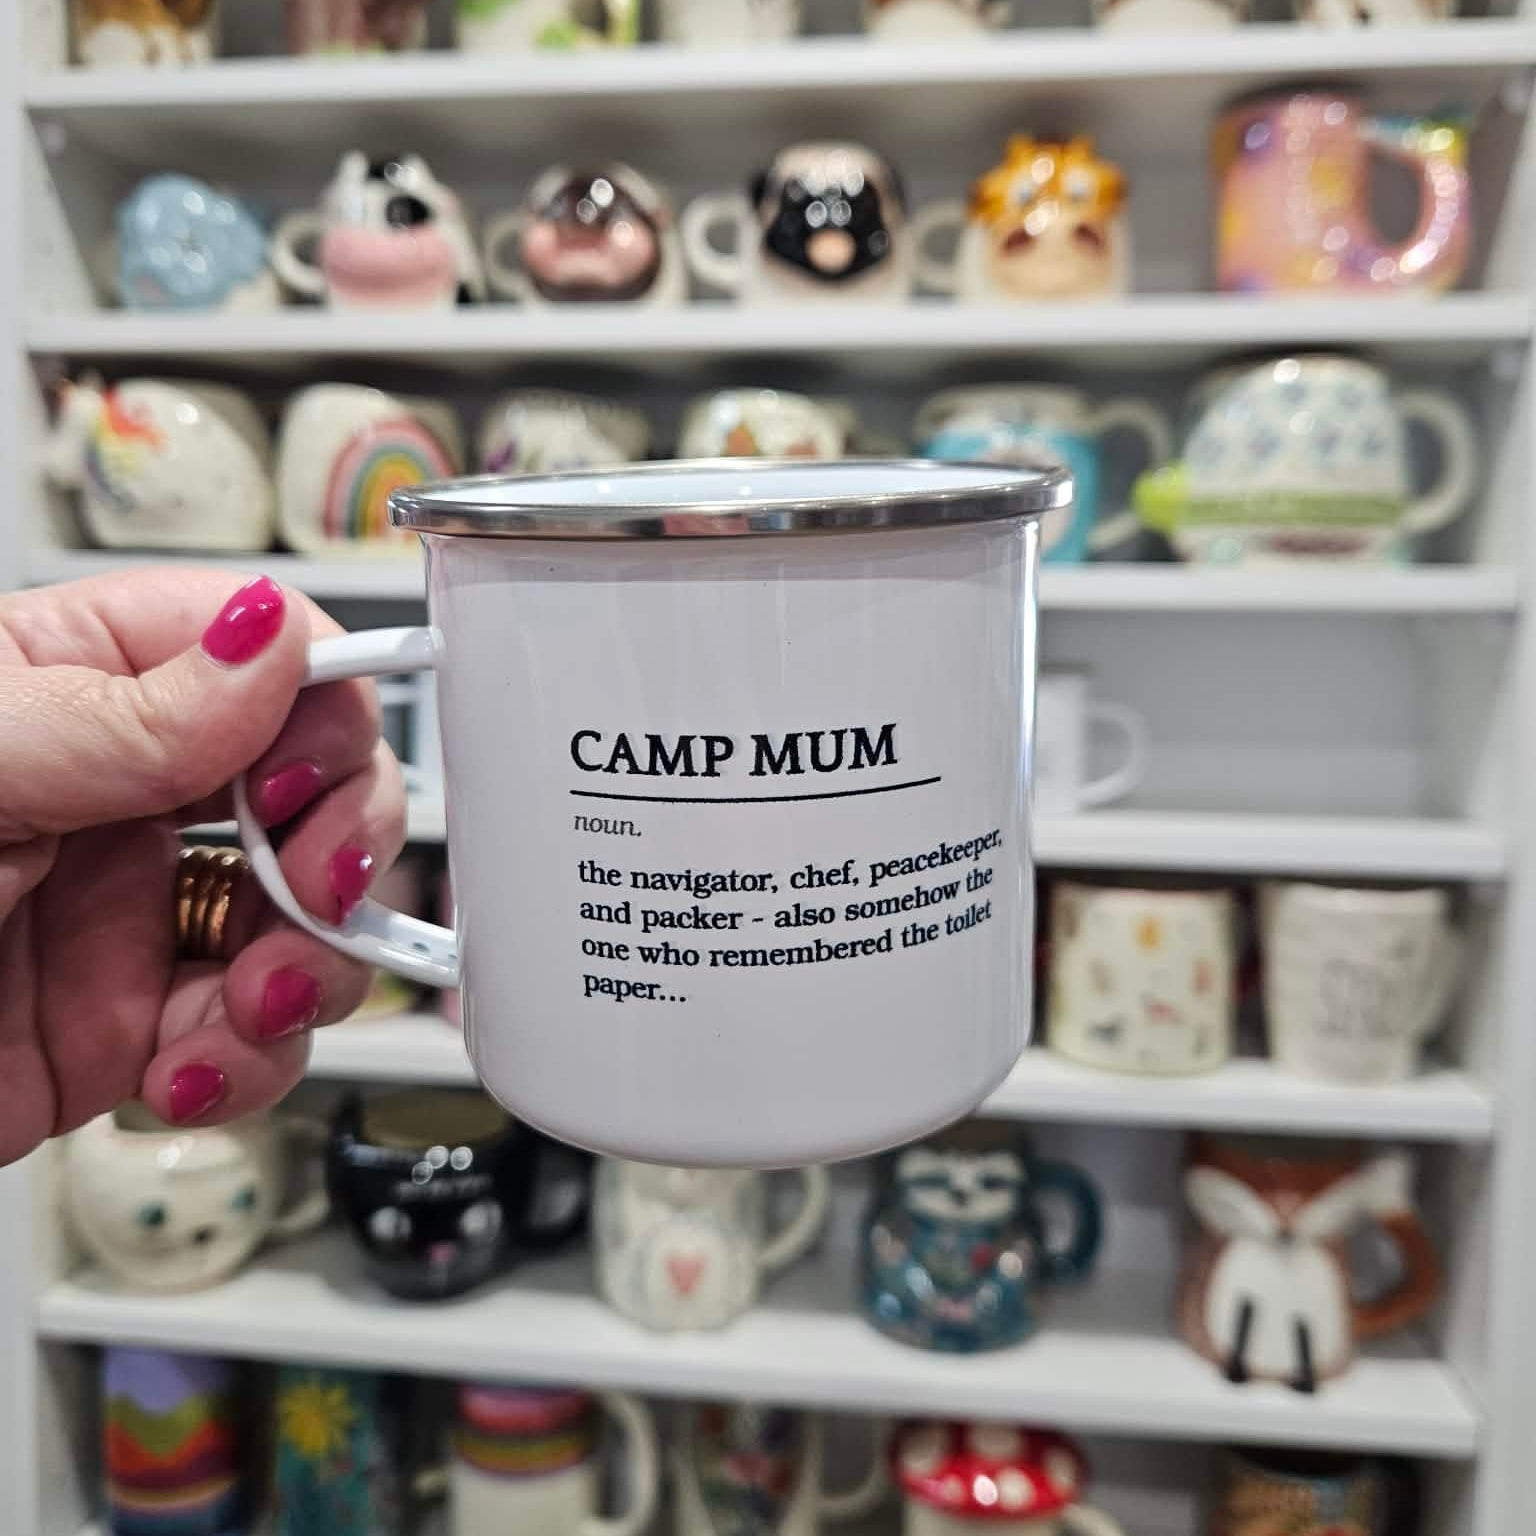 CAMP MUM
noun.
the navigator, chef, peacekeeper,
and packer - also somehow the
one who remembered the toilet
paper...